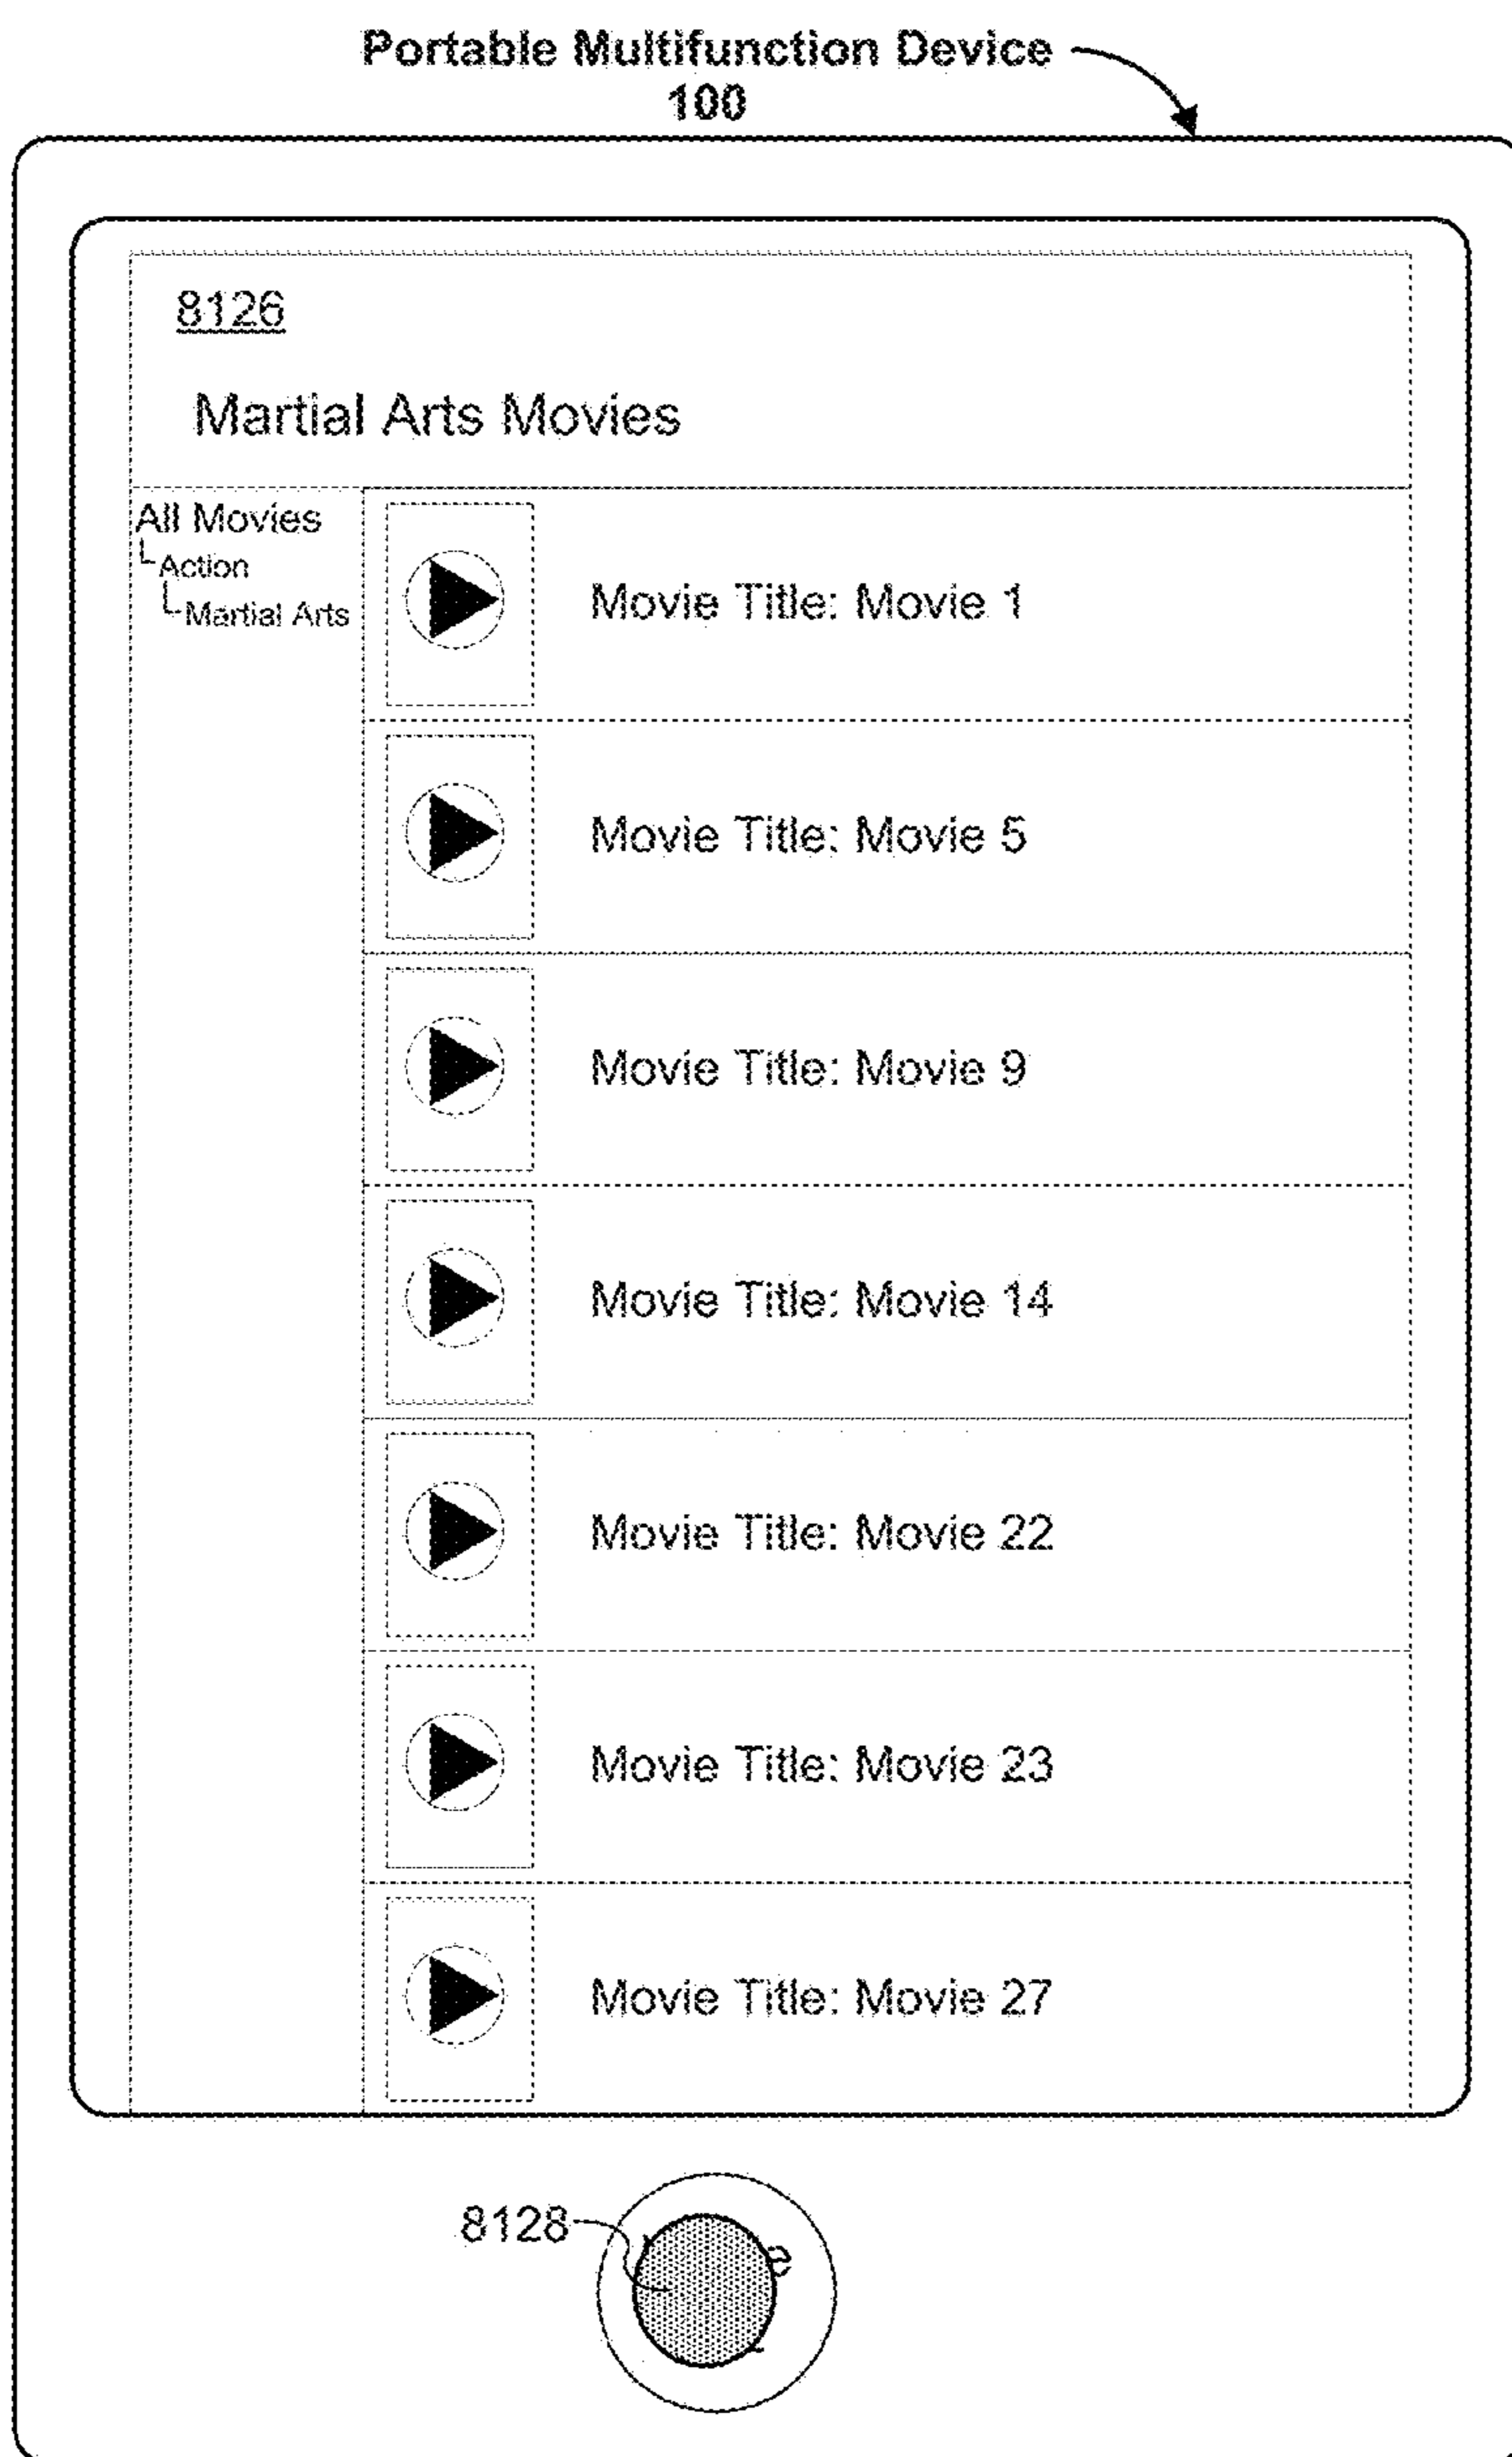 Portable Multifunction Device
100
8126
Martial Arts Movies
All Movies
Action
Martial Arts
Movie Title: Movie 1
Movie Title: Movie 5
Movie Title: Movie 9
Movie Title: Movie 14
Movie Title: Movie 22
Movie Title: Movie 23
Movie Title: Movie 27
8128